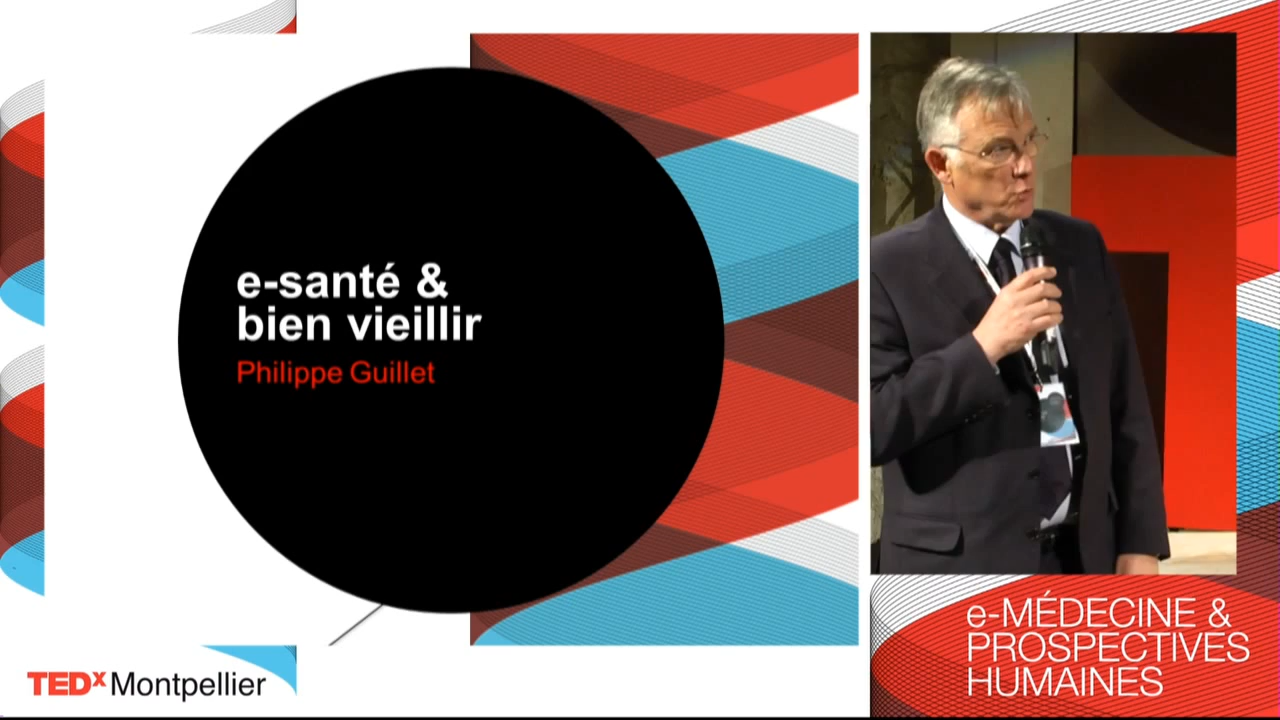 e-santé &
bien vieillir
Philippe Guillet
TEDx Montpellier
e-MÉDECINE &
PROSPECTIVES
HUMAINES